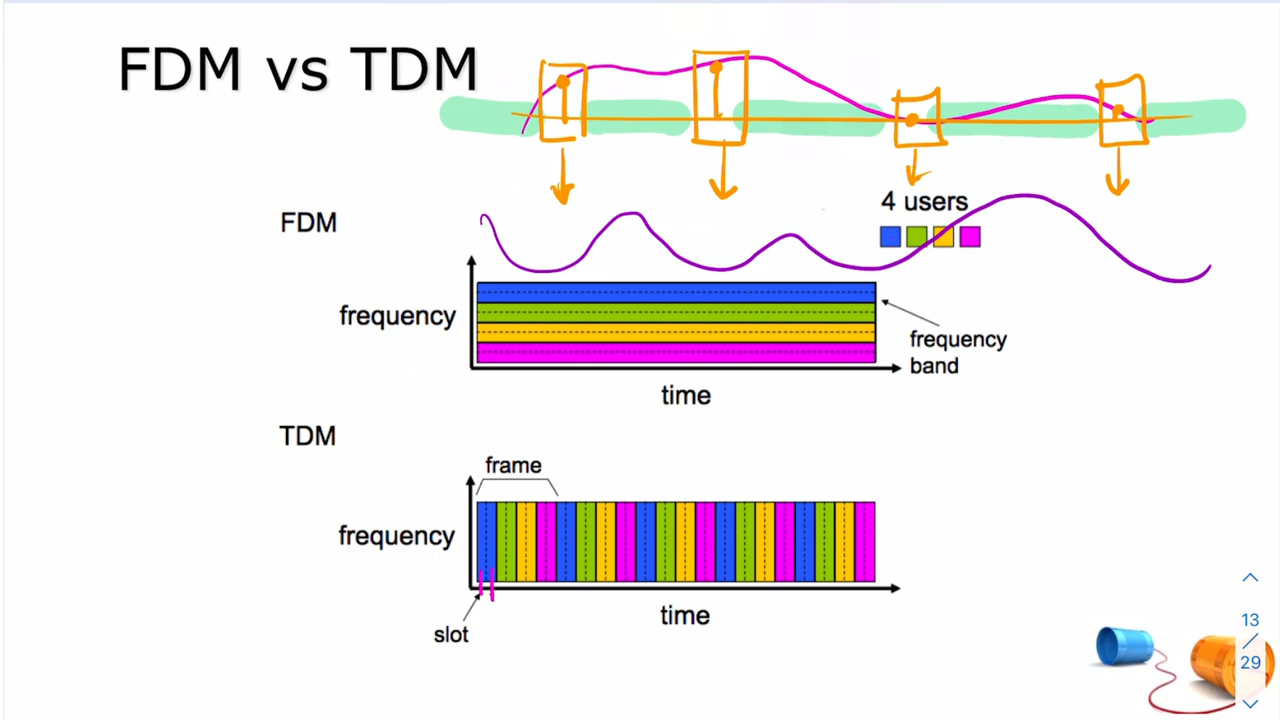 FDM vs TDM
4 users
FDM
frequency
frequency
band
time
TDM
frame
frequency
time
slot
13
/
29